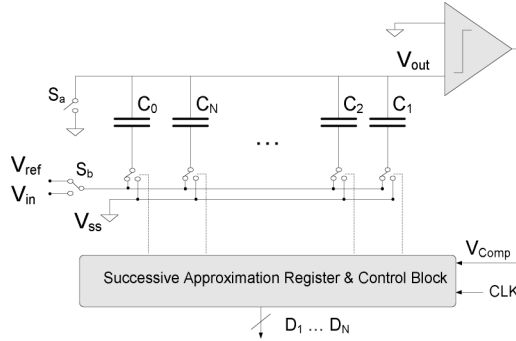 V_out
S_a
C_0 C_N ... C_2 C_1
V_ref
S_b
V_in
V_ss
V_Comp
Successive Approximation Register & Control Block
CLK
D_1 ... D_N